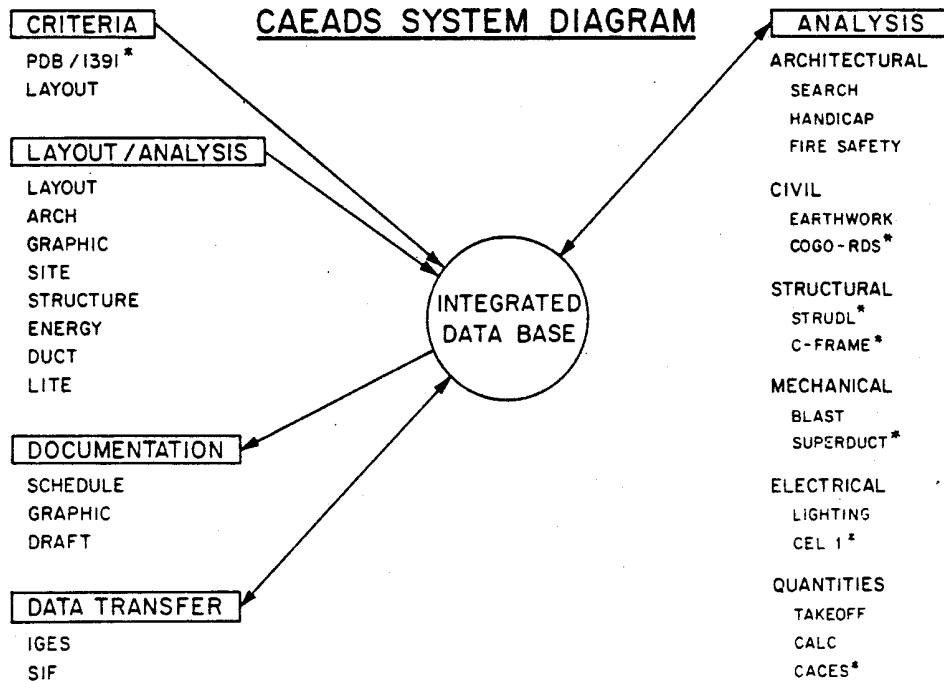 CAEADS SYSTEM DIAGRAM
CRITERIA
PDB/1391*
LAYOUT
LAYOUT/ANALYSIS
LAYOUT
ARCH
GRAPHIC
SITE
STRUCTURE
ENERGY
DUCT
LITE
DOCUMENTATION
SCHEDULE
GRAPHIC
DRAFT
DATA TRANSFER
IGES
SIF
INTEGRATED
DATA BASE
ANALYSIS
ARCHITECTURAL
SEARCH
HANDICAP
FIRE SAFETY
CIVIL
EARTHWORK
COGO-RDS*
STRUCTURAL
STRUDL*
C-FRAME*
MECHANICAL
BLAST
SUPERDUCT*
ELECTRICAL
LIGHTING
CEL 1*
QUANTITIES
TAKEOFF
CALC
CACES*